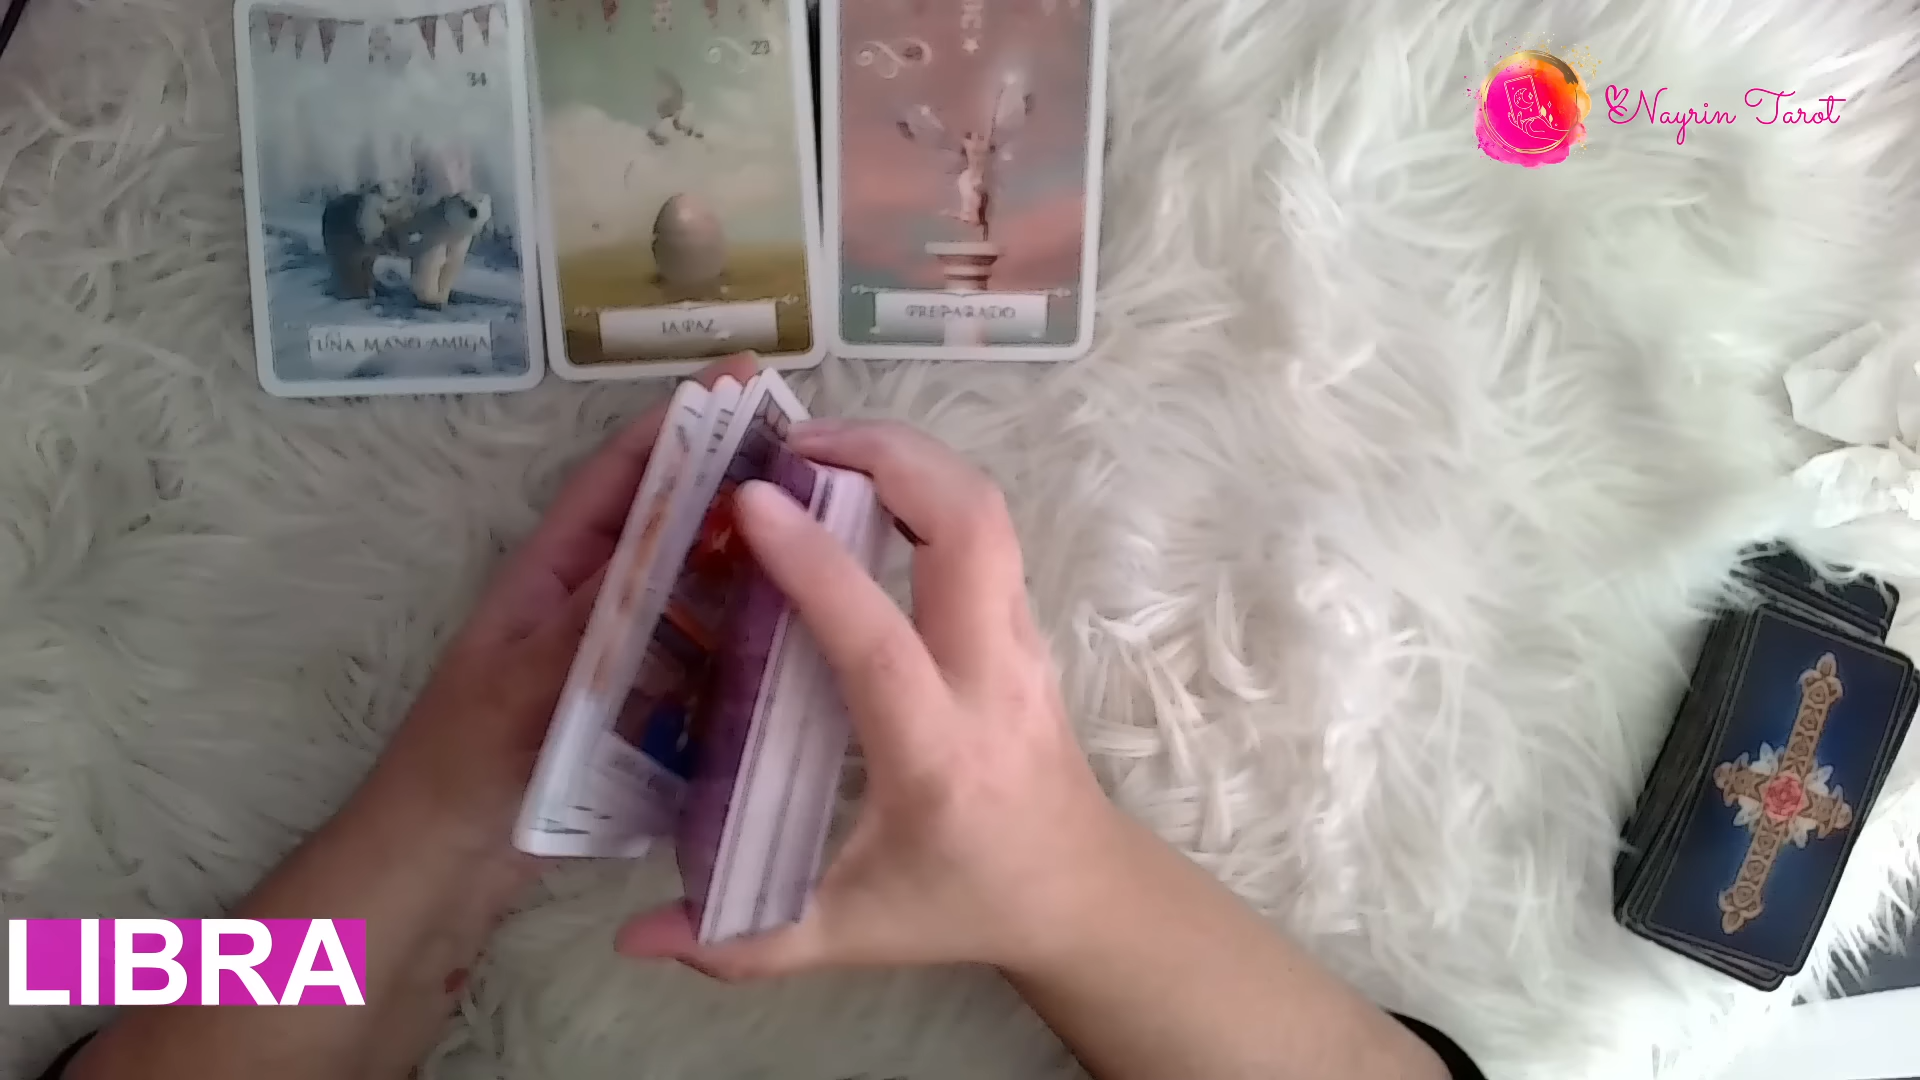 34
UNA MANO AMIGA
23
LA PAZ
PREPARADO
Nayrin Tarot
LIBRA